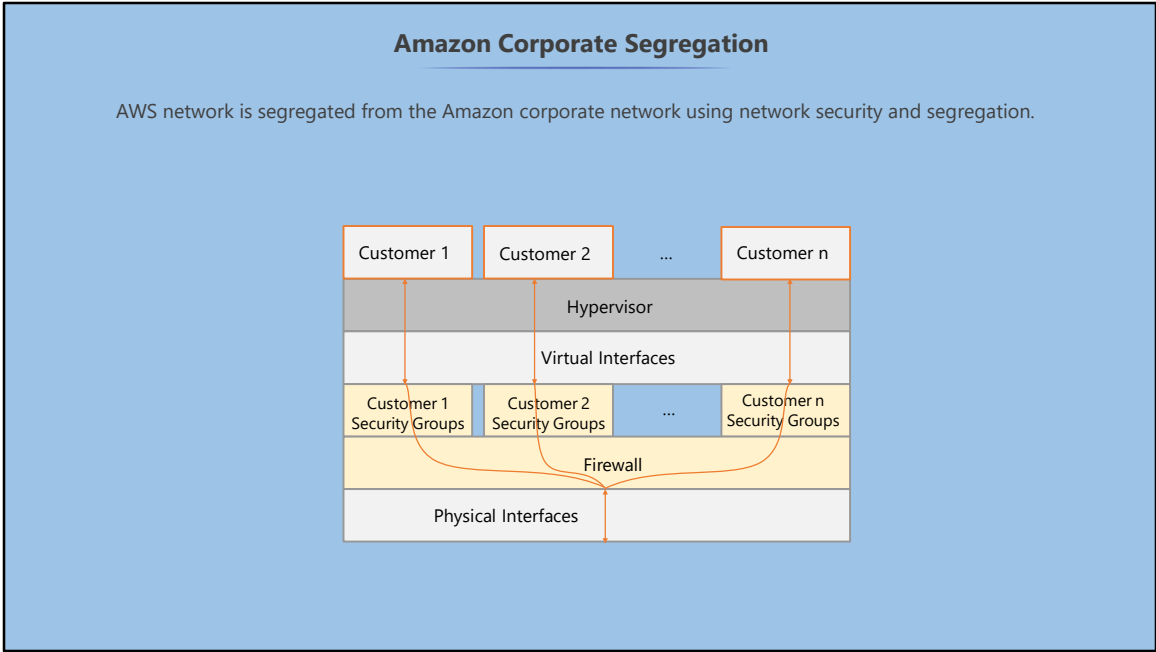 Amazon Corporate Segregation
AWS network is segregated from the Amazon corporate network using network security and segregation.
Customer 1
Customer 2
...
Customer n
Hypervisor
Virtual Interfaces
Customer 1
Security Groups
Customer 2
Security Groups
...
Customer n
Security Groups
Firewall
Physical Interfaces